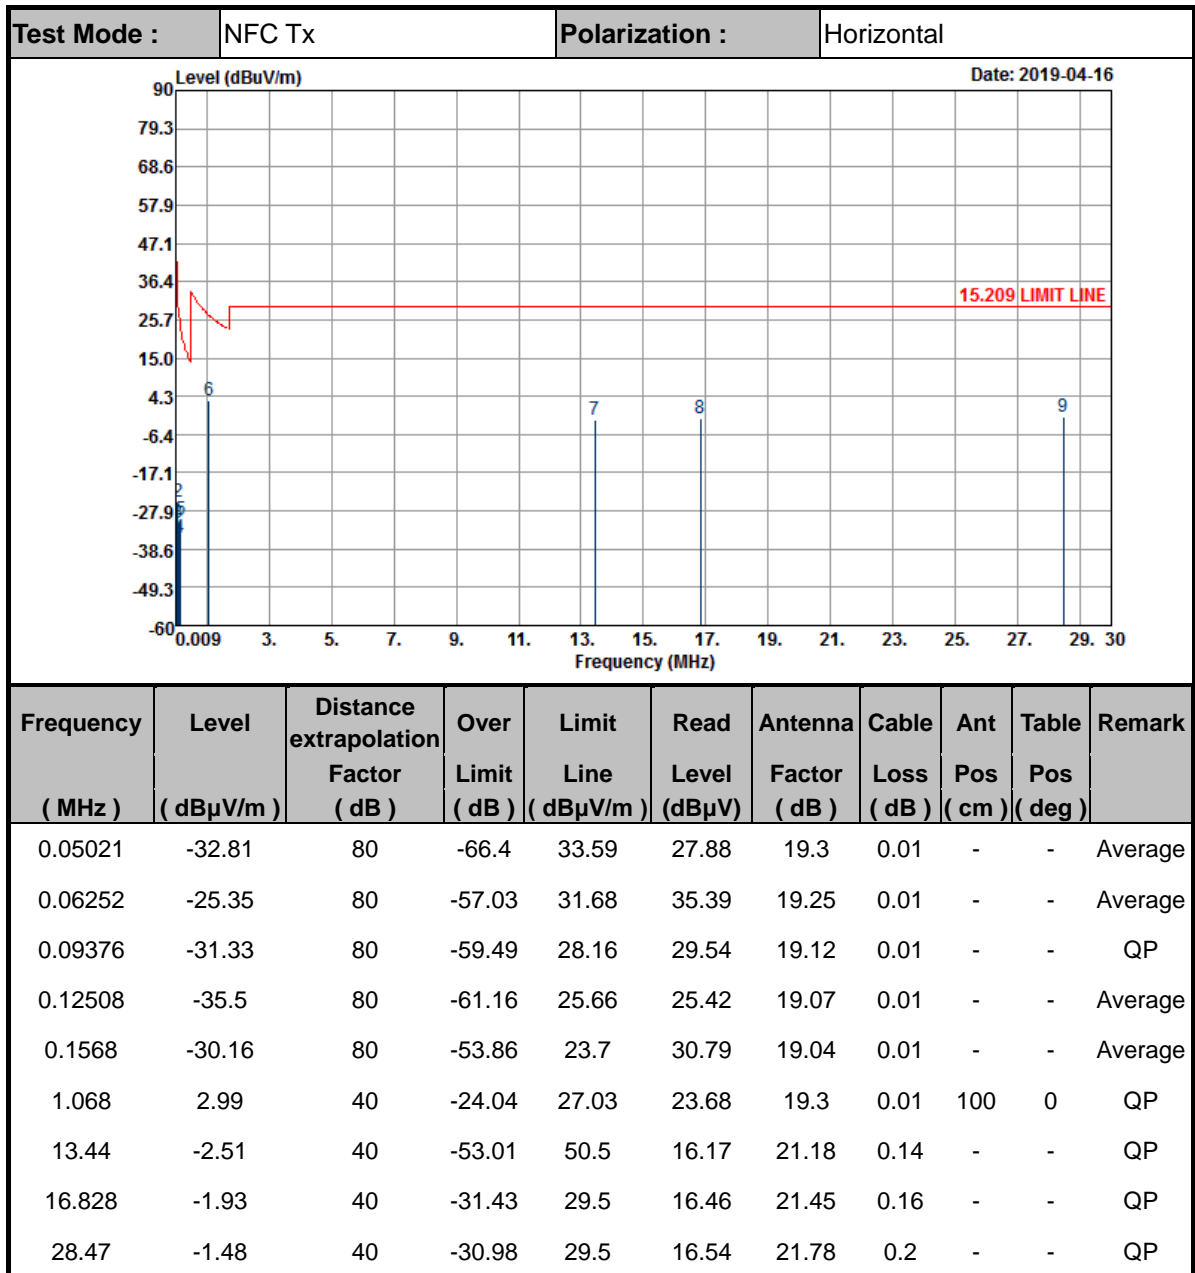 Test Mode : NFC Tx Polarization : Horizontal
Level (dBuV/m) Date: 2019-04-16
90
79.3
68.6
57.9
47.1
36.4
15.209 LIMIT LINE
25.7
15.0
6
4.3
7 8 9
-6.4
-17.1
2
5
-27.9
4
-38.6
-49.3
-60
0.009 3. 5. 7. 9. 11. 13. 15. 17. 19. 21. 23. 25. 27. 29. 30
Frequency (MHz)
Frequency Level Distance extrapolation Over Limit Read Antenna Cable Ant Table Remark
Factor Limit Line Level Factor Loss Pos Pos
( MHz ) ( dBµV/m ) ( dB ) ( dB ) ( dBµV/m ) (dBµV) ( dB ) ( dB ) ( cm ) ( deg )
0.05021 -32.81 80 -66.4 33.59 27.88 19.3 0.01 - - Average
0.06252 -25.35 80 -57.03 31.68 35.39 19.25 0.01 - - Average
0.09376 -31.33 80 -59.49 28.16 29.54 19.12 0.01 - - QP
0.12508 -35.5 80 -61.16 25.66 25.42 19.07 0.01 - - Average
0.1568 -30.16 80 -53.86 23.7 30.79 19.04 0.01 - - Average
1.068 2.99 40 -24.04 27.03 23.68 19.3 0.01 100 0 QP
13.44 -2.51 40 -53.01 50.5 16.17 21.18 0.14 - - QP
16.828 -1.93 40 -31.43 29.5 16.46 21.45 0.16 - - QP
28.47 -1.48 40 -30.98 29.5 16.54 21.78 0.2 - - QP